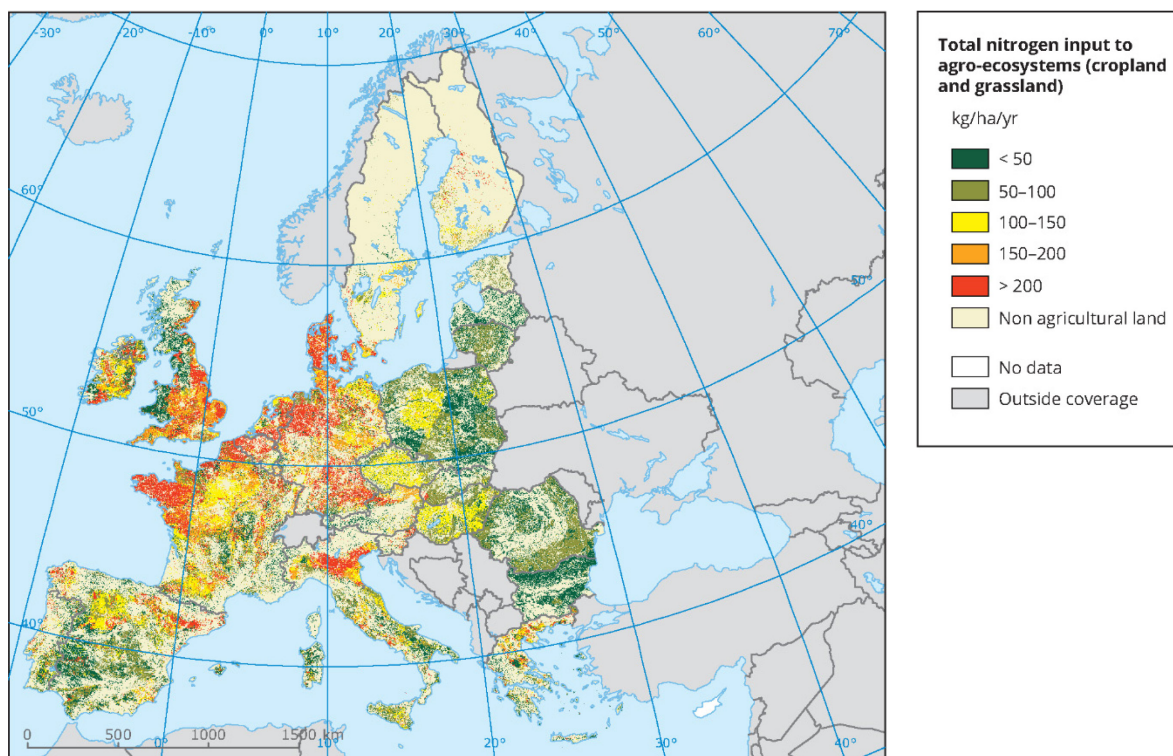 -30° -20° -10° 0° 10° 20° 30° 40° 50° 60° 70°
60°
50°
50°
40°
40°
0 500 1000 1500 km
0° 10° 20° 30° 40°
Total nitrogen input to
agro-ecosystems (cropland
and grassland)
kg/ha/yr
< 50
50–100
100–150
150–200
> 200
Non agricultural land
No data
Outside coverage